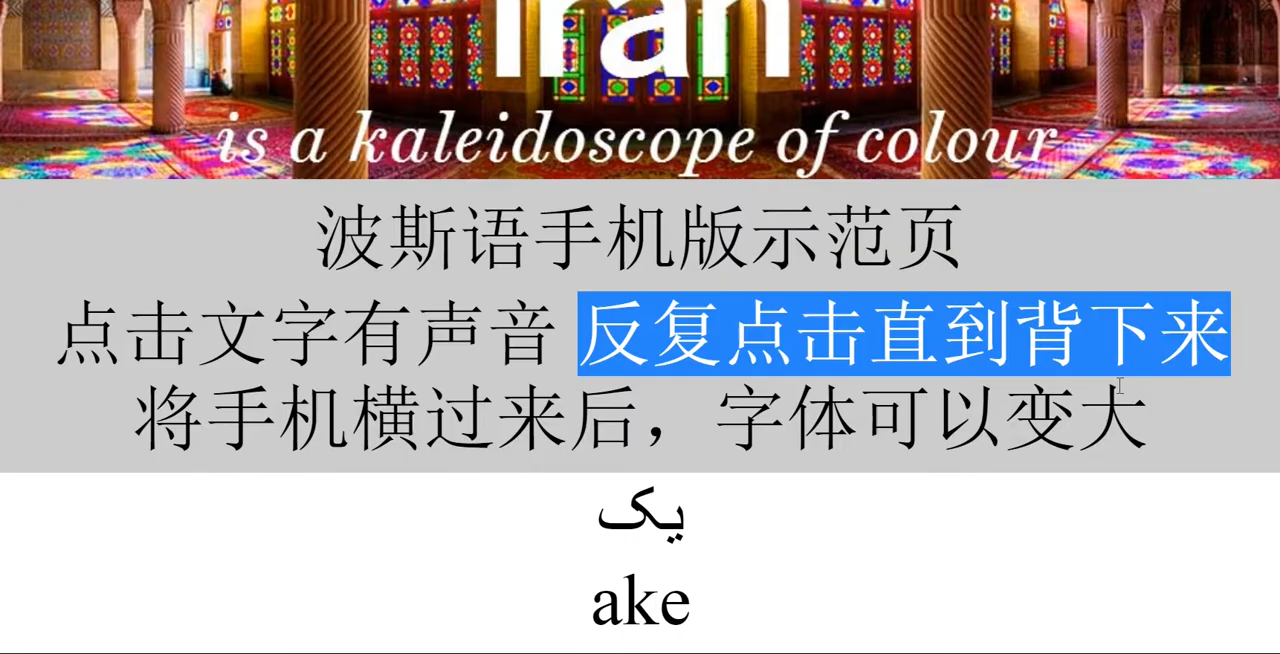 Iran
is a kaleidoscope of colour
波斯语手机版示范页
点击文字有声音 反复点击直到背下来
将手机横过来后，字体可以变大
یک
ake